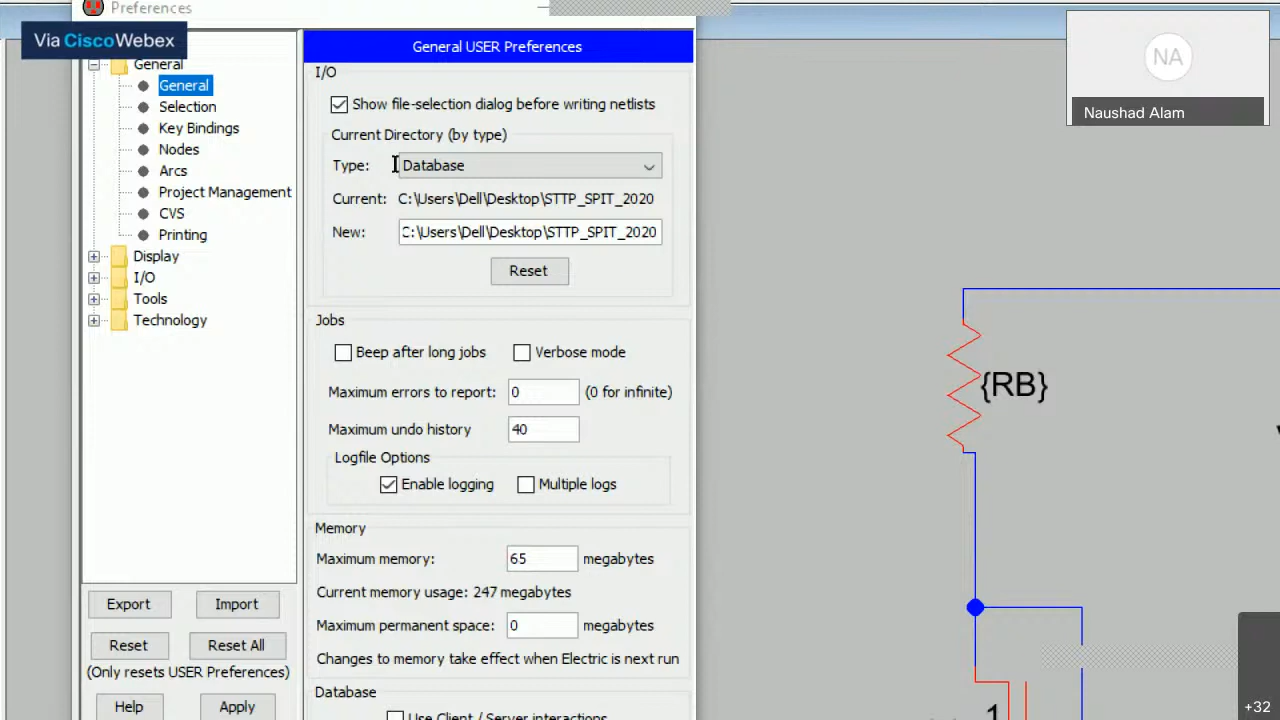 Preferences
Via CiscoWebex
General
General
Selection
Key Bindings
Nodes
Arcs
Project Management
CVS
Printing
Display
I/O
Tools
Technology
Export
Import
Reset
Reset All
(Only resets USER Preferences)
Help
Apply
General USER Preferences
I/O
Show file-selection dialog before writing netlists
Current Directory (by type)
Type: Database
Current: C:\Users\Dell\Desktop\STTP_SPIT_2020
New: C:\Users\Dell\Desktop\STTP_SPIT_2020
Reset
Jobs
Beep after long jobs Verbose mode
Maximum errors to report: 0 (0 for infinite)
Maximum undo history 40
Logfile Options
Enable logging Multiple logs
Memory
Maximum memory: 65 megabytes
Current memory usage: 247 megabytes
Maximum permanent space: 0 megabytes
Changes to memory take effect when Electric is next run
Database
Use Client / Server interactions
NA
Naushad Alam
{RB}
1
+32